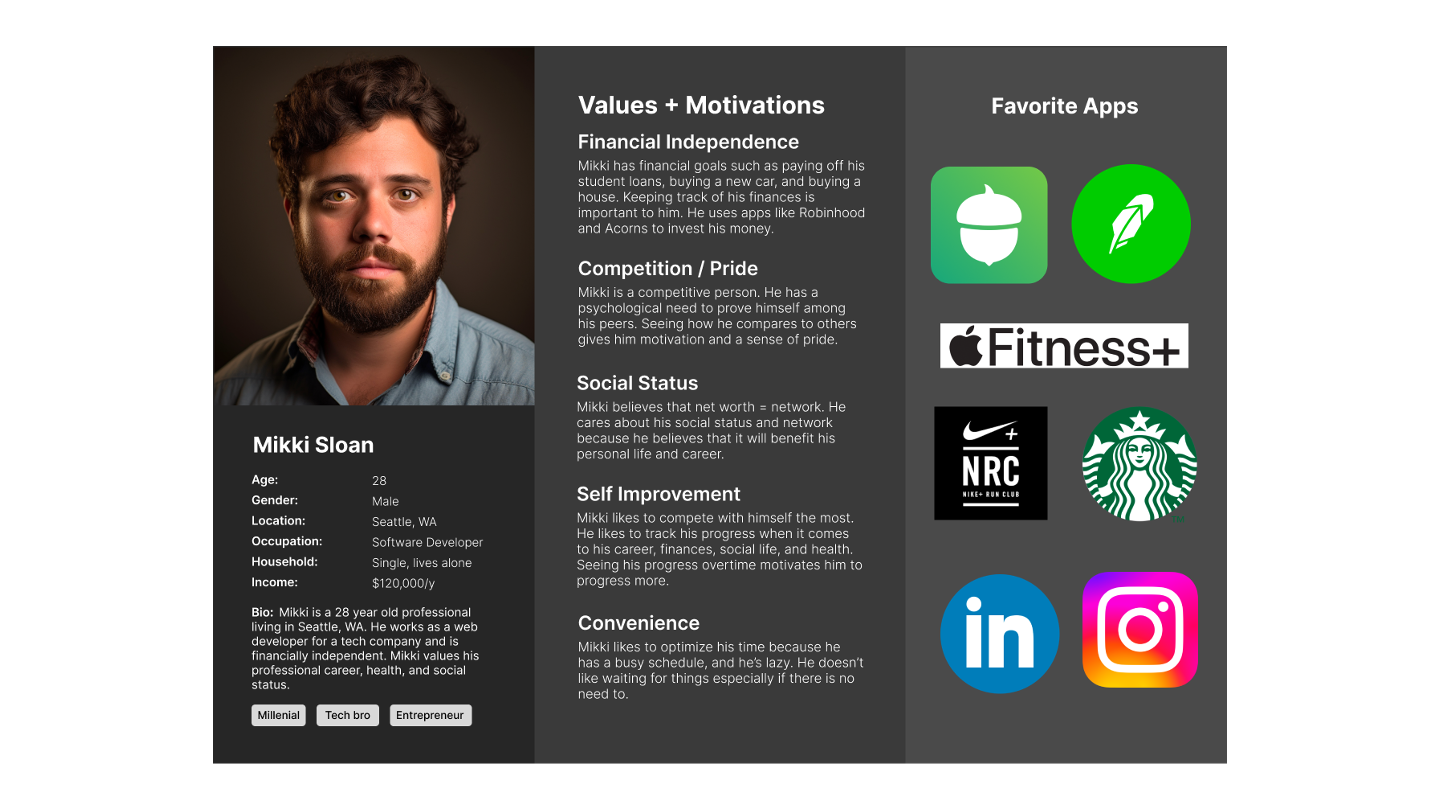 Mikki Sloan
Age: 28
Gender: Male
Location: Seattle, WA
Occupation: Software Developer
Household: Single, lives alone
Income: $120,000/y
Bio: Mikki is a 28 year old professional
living in Seattle, WA. He works as a web
developer for a tech company and is
financially independent. Mikki values his
professional career, health, and social
status.
Millenial Tech bro Entrepreneur
Values + Motivations
Financial Independence
Mikki has financial goals such as paying off his
student loans, buying a new car, and buying a
house. Keeping track of his finances is
important to him. He uses apps like Robinhood
and Acorns to invest his money.
Competition / Pride
Mikki is a competitive person. He has a
psychological need to prove himself among
his peers. Seeing how he compares to others
gives him motivation and a sense of pride.
Social Status
Mikki believes that net worth = network. He
cares about his social status and network
because he believes that it will benefit his
personal life and career.
Self Improvement
Mikki likes to compete with himself the most.
He likes to track his progress when it comes
to his career, finances, social life, and health.
Seeing his progress overtime motivates him to
progress more.
Convenience
Mikki likes to optimize his time because he
has a busy schedule, and he’s lazy. He doesn’t
like waiting for things especially if there is no
need to.
Favorite Apps
Fitness+
+
NRC
NIKE+ RUN CLUB
in